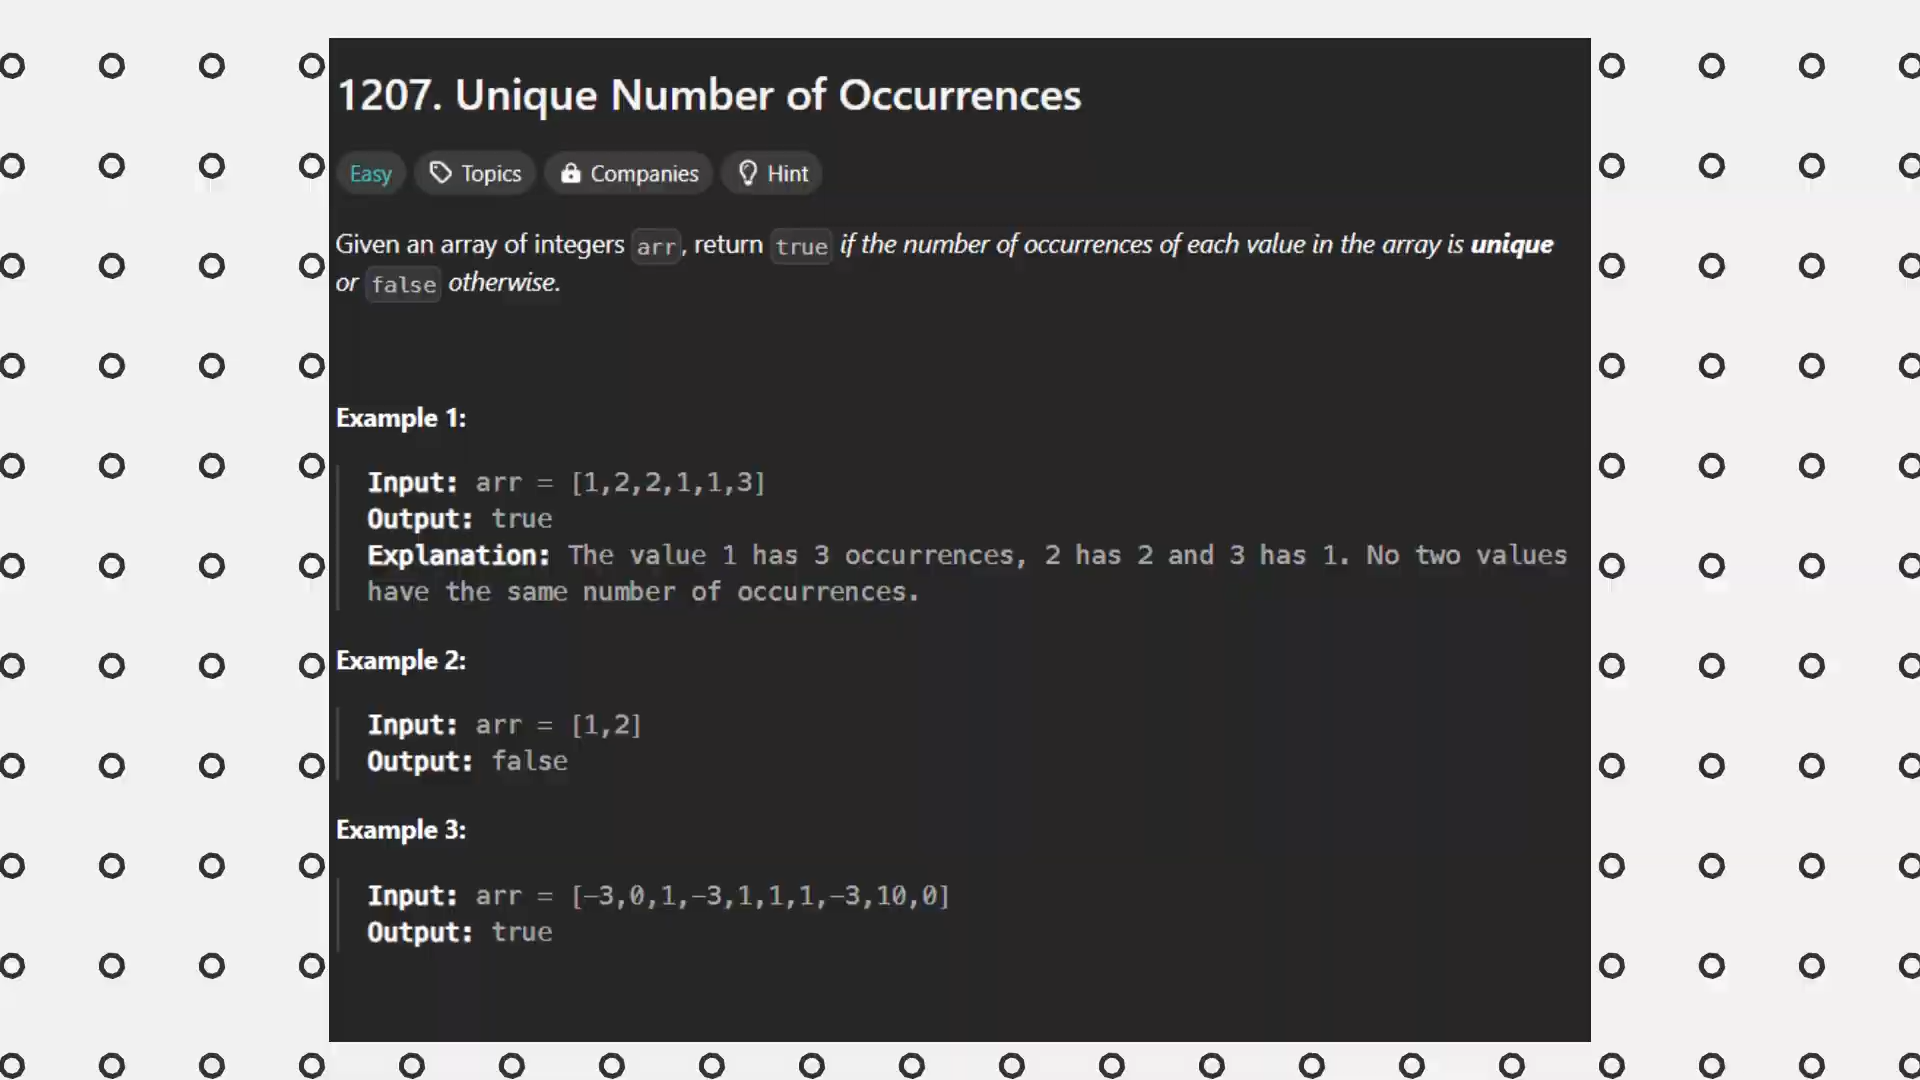 1207. Unique Number of Occurrences
Easy Topics Companies Hint
Given an array of integers arr, return true if the number of occurrences of each value in the array is unique
or false otherwise.
Example 1:
Input: arr = [1,2,2,1,1,3]
Output: true
Explanation: The value 1 has 3 occurrences, 2 has 2 and 3 has 1. No two values
have the same number of occurrences.
Example 2:
Input: arr = [1,2]
Output: false
Example 3:
Input: arr = [-3,0,1,-3,1,1,1,-3,10,0]
Output: true